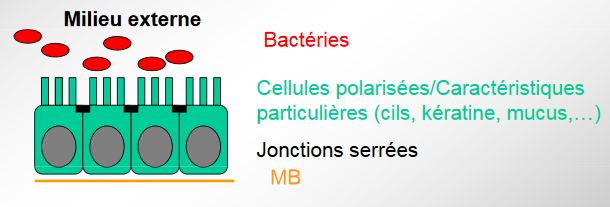 Milieu externe
Bactéries
Cellules polarisées/Caractéristiques
particulières (cils, kératine, mucus,…)
Jonctions serrées
MB